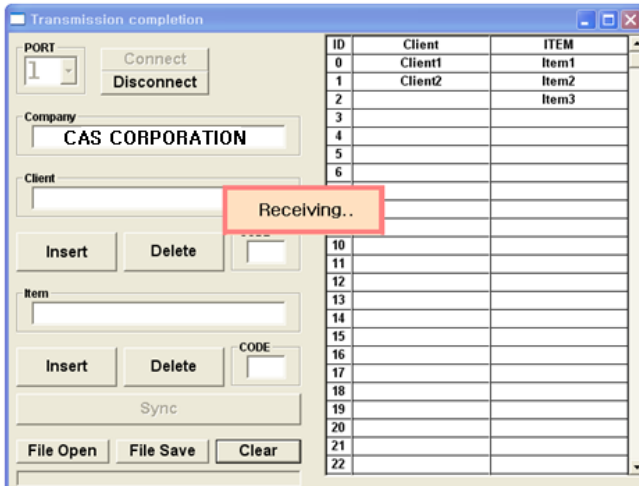 Transmission completion
PORT
1
Connect
Disconnect
Company
CAS CORPORATION
Client
Receiving..
Insert
Delete
Item
Insert
Delete
CODE
Sync
File Open
File Save
Clear
ID Client ITEM
0 Client1 Item1
1 Client2 Item2
2 Item3
3
4
5
6
10
11
12
13
14
15
16
17
18
19
20
21
22